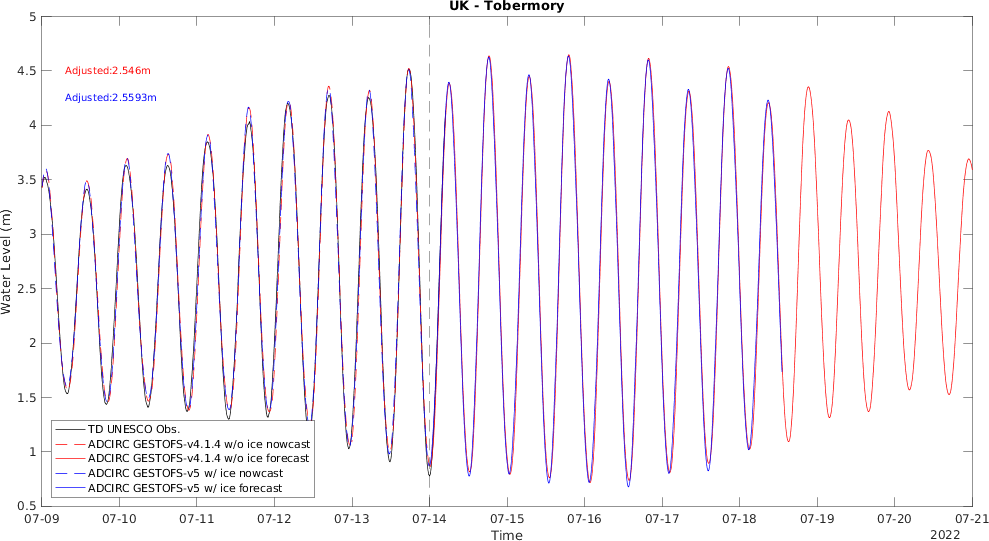 UK - Tobermory
5
4.5
4
3.5
3
2.5
2
1.5
1
0.5
Water Level (m)
Adjusted:2.546m
Adjusted:2.5593m
TD UNESCO Obs.
ADCIRC GESTOFS-v4.1.4 w/o ice nowcast
ADCIRC GESTOFS-v4.1.4 w/o ice forecast
ADCIRC GESTOFS-v5 w/ ice nowcast
ADCIRC GESTOFS-v5 w/ ice forecast
07-09 07-10 07-11 07-12 07-13 07-14 07-15 07-16 07-17 07-18 07-19 07-20 07-21
Time
2022